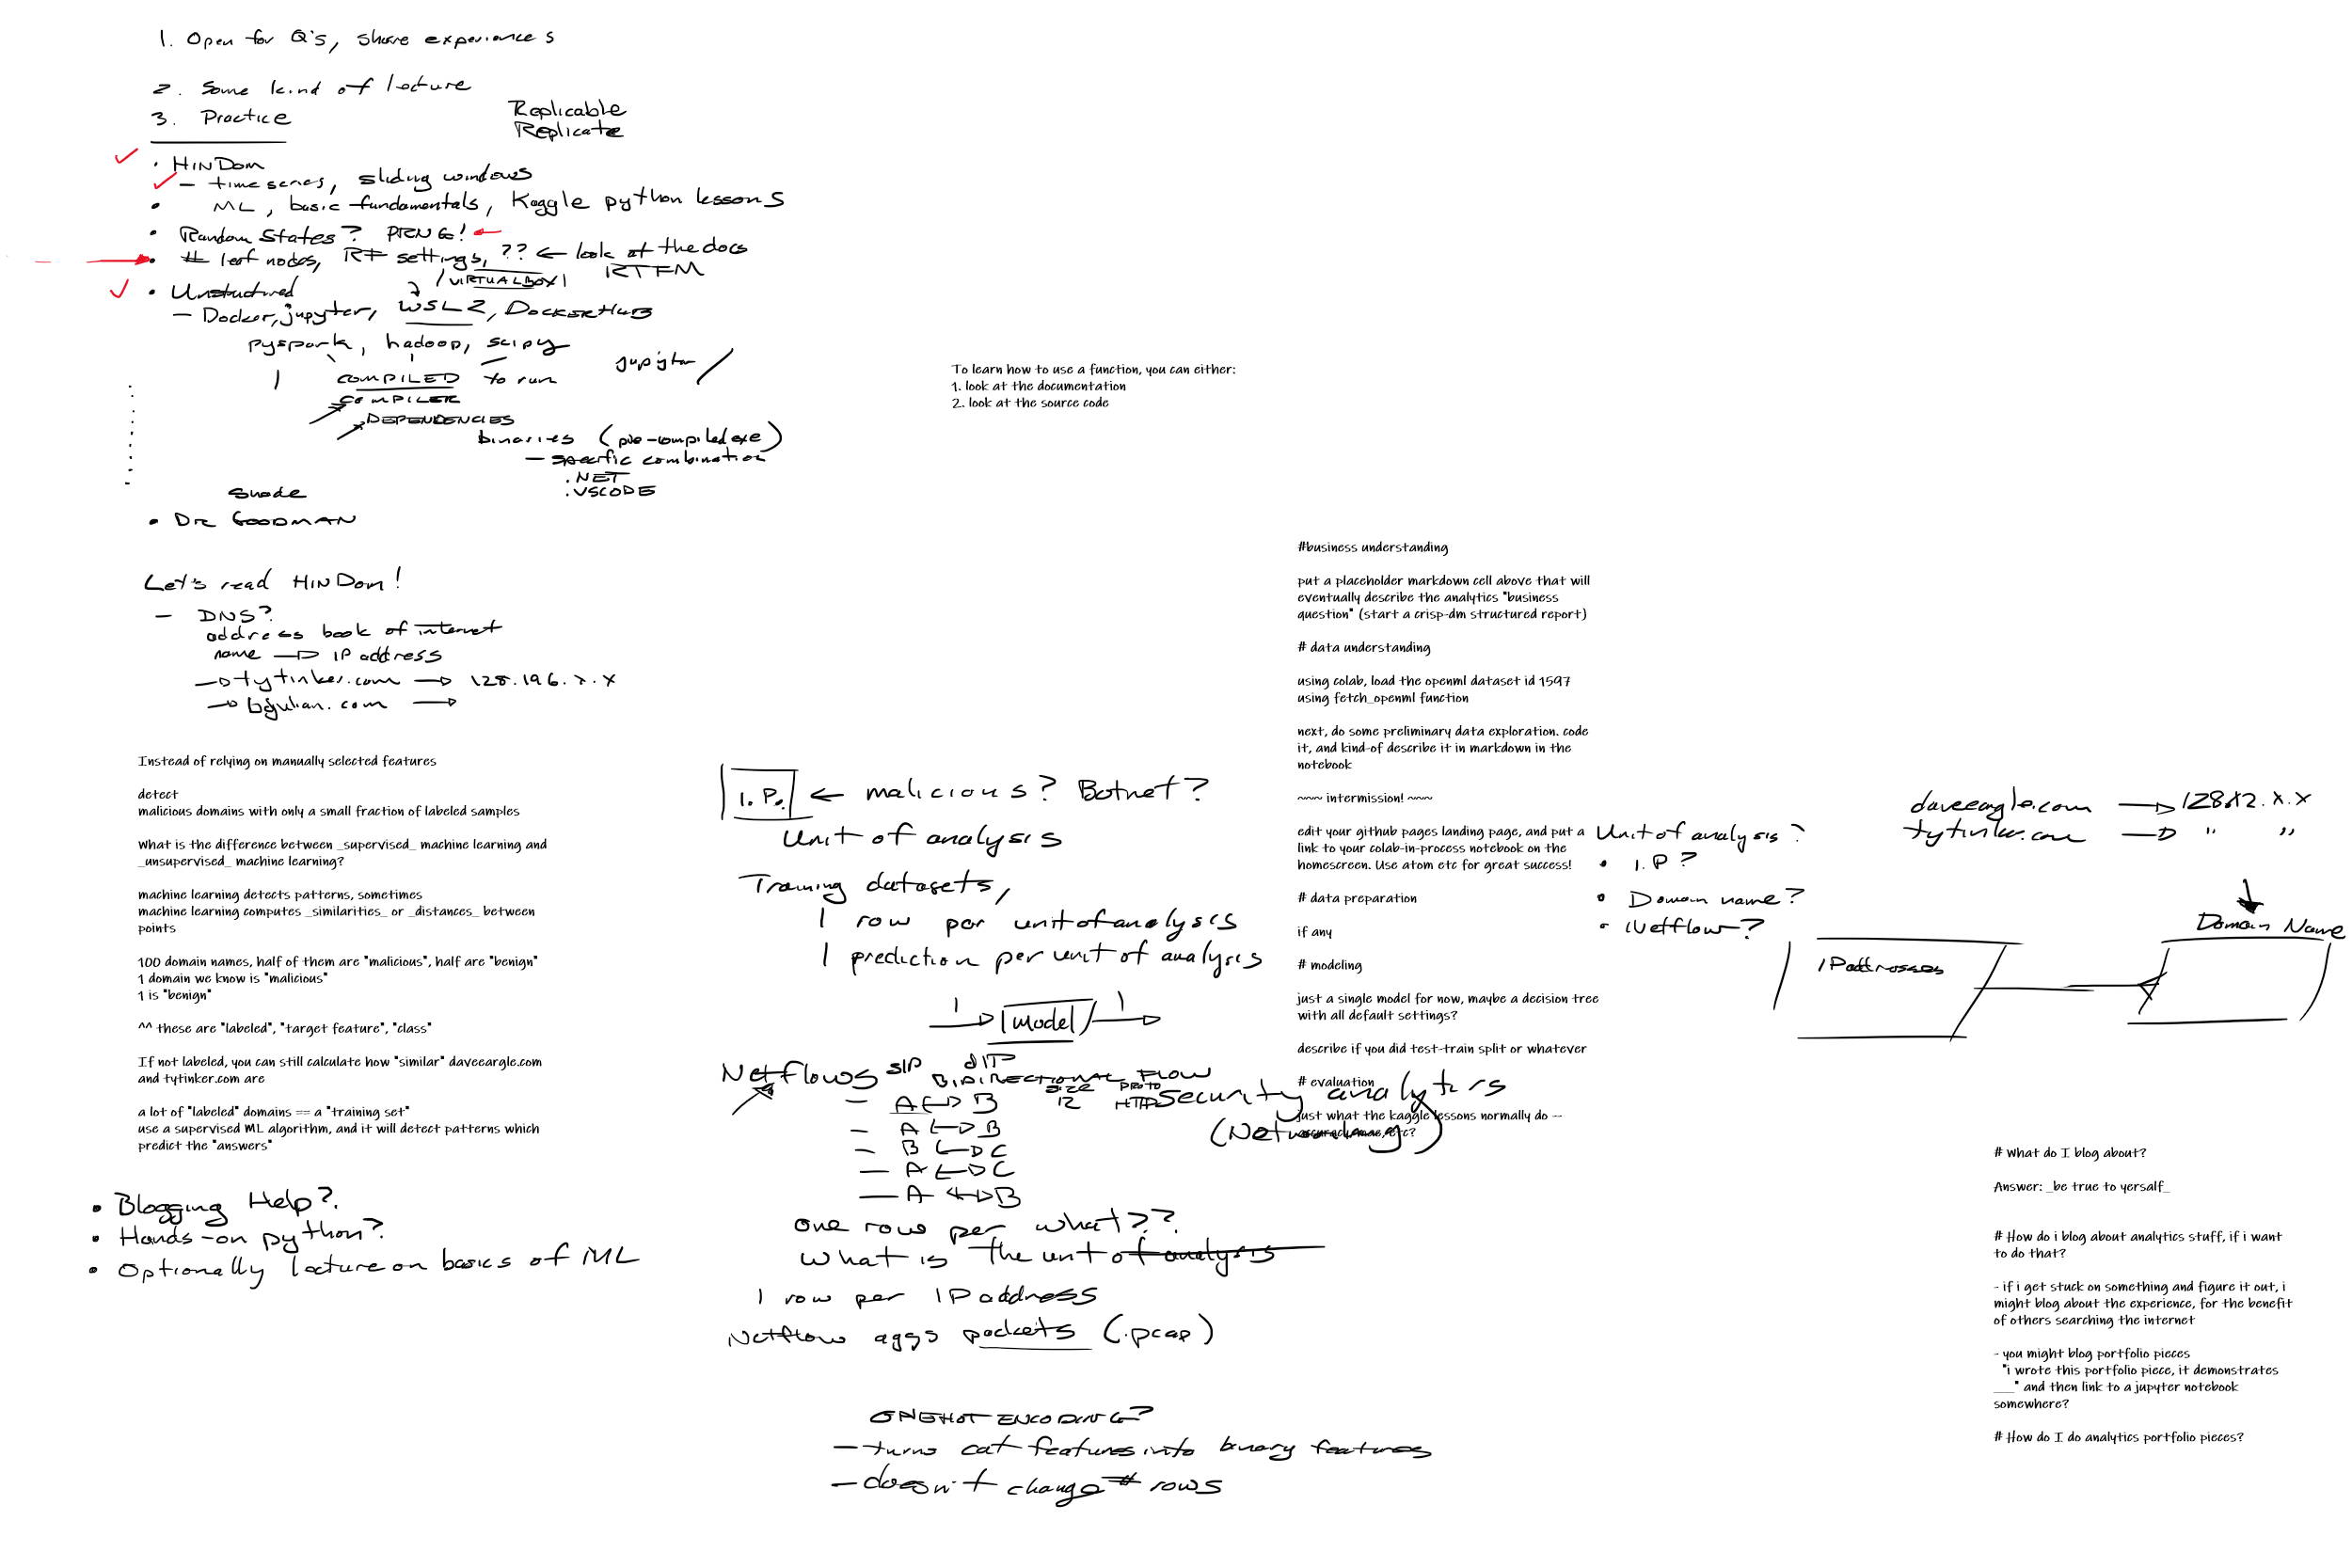 1. Open for Q's, share experiences
2. Some kind of lecture
3. Practice
Replicable
Replicate
• HINDom
- time series, sliding windows
• ML, basic fundamentals, Kaggle python lessons
• Random States? PRNG! ←
• # leaf nodes, RF settings, ?? ← look at the docs
RTFM
VIRTUALBOX
• Unstuctured
- Docker, jupyter, WSL2, DOCKERHUB
pyspark, hadoop, scipy
COMPILED to run
jupyter
COMPILER
DEPENDENCIES
binaries (pre-compiled exe)
- specific combination
.NET
.VSCODE
• DR GOODMAN
Let's read HINDom!
- DNS?
address book of internet
name → IP address
→ tytinker.com → 128.196.x.x
→ bgjulian.com →
Instead of relying on manually selected features
detect
malicious domains with only a small fraction of labeled samples
What is the difference between _supervised_ machine learning and
_unsupervised_ machine learning?
machine learning detects patterns, sometimes
machine learning computes _similarities_ or _distances_ between
points
100 domain names, half of them are "malicious", half are "benign"
1 domain we know is "malicious"
1 is "benign"
^^ these are "labeled", "target feature", "class"
If not labeled, you can still calculate how "similar" daveeargle.com
and tytinker.com are
a lot of "labeled" domains == a "training set"
use a supervised ML algorithm, and it will detect patterns which
predict the "answers"
• Blogging Help?
• Hands-on python?
• Optionally lecture on basics of ML
To learn how to use a function, you can either:
1. look at the documentation
2. look at the source code
I.P. ← malicious? Botnet?
Unit of analysis
Training datasets,
1 row per unit of analysis
1 prediction per unit of analysis
1 → model 1 →
Netflows SIP dIP
BIDIRECTIONAL FLOW
SIZE PROTO
- A ↔ B 12 HTTP
- A ↔ B
- B ↔ C
- A ↔ C
- A ↔ B
Security analytics
(Networking)
one row per what??
what is the unit of analysis
1 row per IP address
Netflow aggs packets (.pcap)
ONEHOT ENCODING?
- turns cat features into binary features
- doesn't change # rows
#business understanding
put a placeholder markdown cell above that will
eventually describe the analytics "business
question" (start a crisp-dm structured report)
# data understanding
using colab, load the openml dataset id 1597
using fetch_openml function
next, do some preliminary data exploration. code
it, and kind-of describe it in markdown in the
notebook
~~~ intermission! ~~~
edit your github pages landing page, and put a
link to your colab-in-process notebook on the
homescreen. Use atom etc for great success!
# data preparation
if any
# modeling
just a single model for now, maybe a decision tree
with all default settings?
describe if you did test-train split or whatever
# evaluation
just what the kaggle lessons normally do --
Unit of analysis?
• I.P?
• Domain name?
• Netflow?
daveeargle.com →
tytinker.com → " "
IP addresses
Domain Name
# What do I blog about?
Answer: _be true to yersalf_
# How do i blog about analytics stuff, if i want
to do that?
- if i get stuck on something and figure it out, i
might blog about the experience, for the benefit
of others searching the internet
- you might blog portfolio pieces
"i wrote this portfolio piece, it demonstrates
___" and then link to a jupyter notebook
somewhere?
# How do I do analytics portfolio pieces?